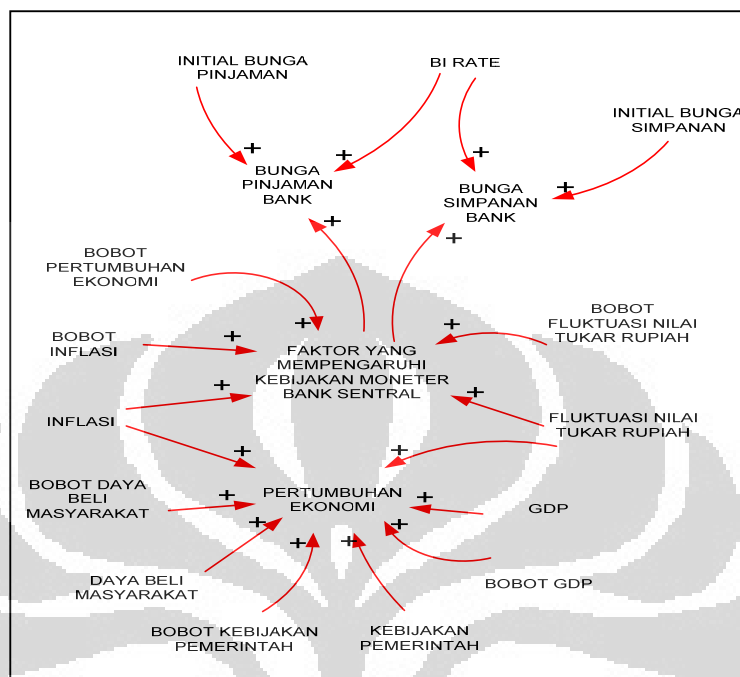 INITIAL BUNGA
PINJAMAN
BI RATE
INITIAL BUNGA
SIMPANAN
+
+
+
+
BUNGA
PINJAMAN
BANK
BUNGA
SIMPANAN
BANK
+
+
BOBOT
PERTUMBUHAN
EKONOMI
BOBOT
FLUKTUASI NILAI
TUKAR RUPIAH
+
+
+
BOBOT
INFLASI
FAKTOR YANG
MEMPENGARUHI
KEBIJAKAN MONETER
BANK SENTRAL
+
+
INFLASI
FLUKTUASI NILAI
TUKAR RUPIAH
+
+
BOBOT DAYA
BELI
MASYARAKAT
+
PERTUMBUHAN
EKONOMI
+
GDP
+
+
+
+
DAYA BELI
MASYARAKAT
BOBOT GDP
BOBOT KEBIJAKAN
PEMERINTAH
KEBIJAKAN
PEMERINTAH